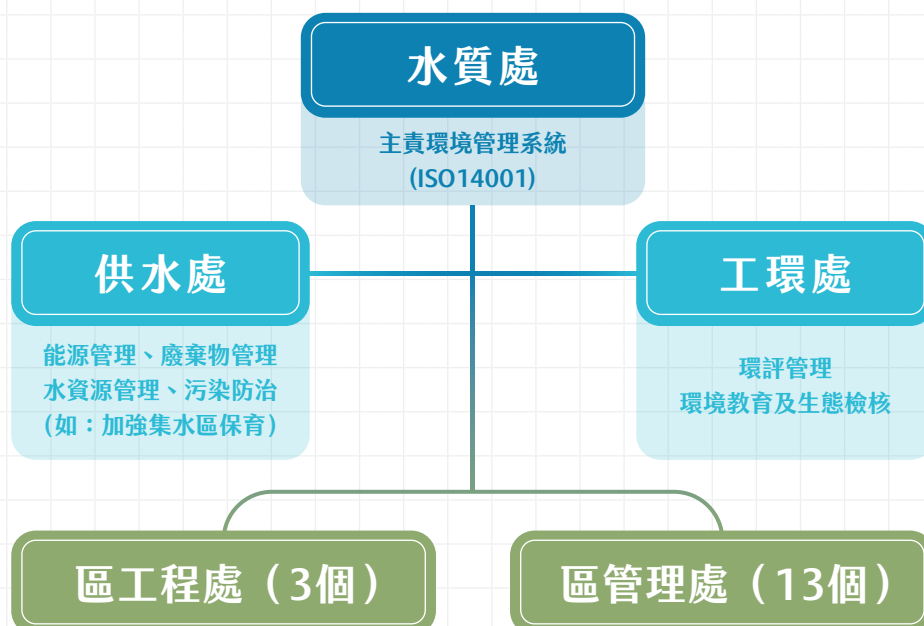 水質處
主責環境管理系統
(ISO14001)
供水處
能源管理、廢棄物管理
水資源管理、污染防治
(如：加強集水區保育)
工環處
環評管理
環境教育及生態檢核
區工程處（3個）
區管理處（13個）